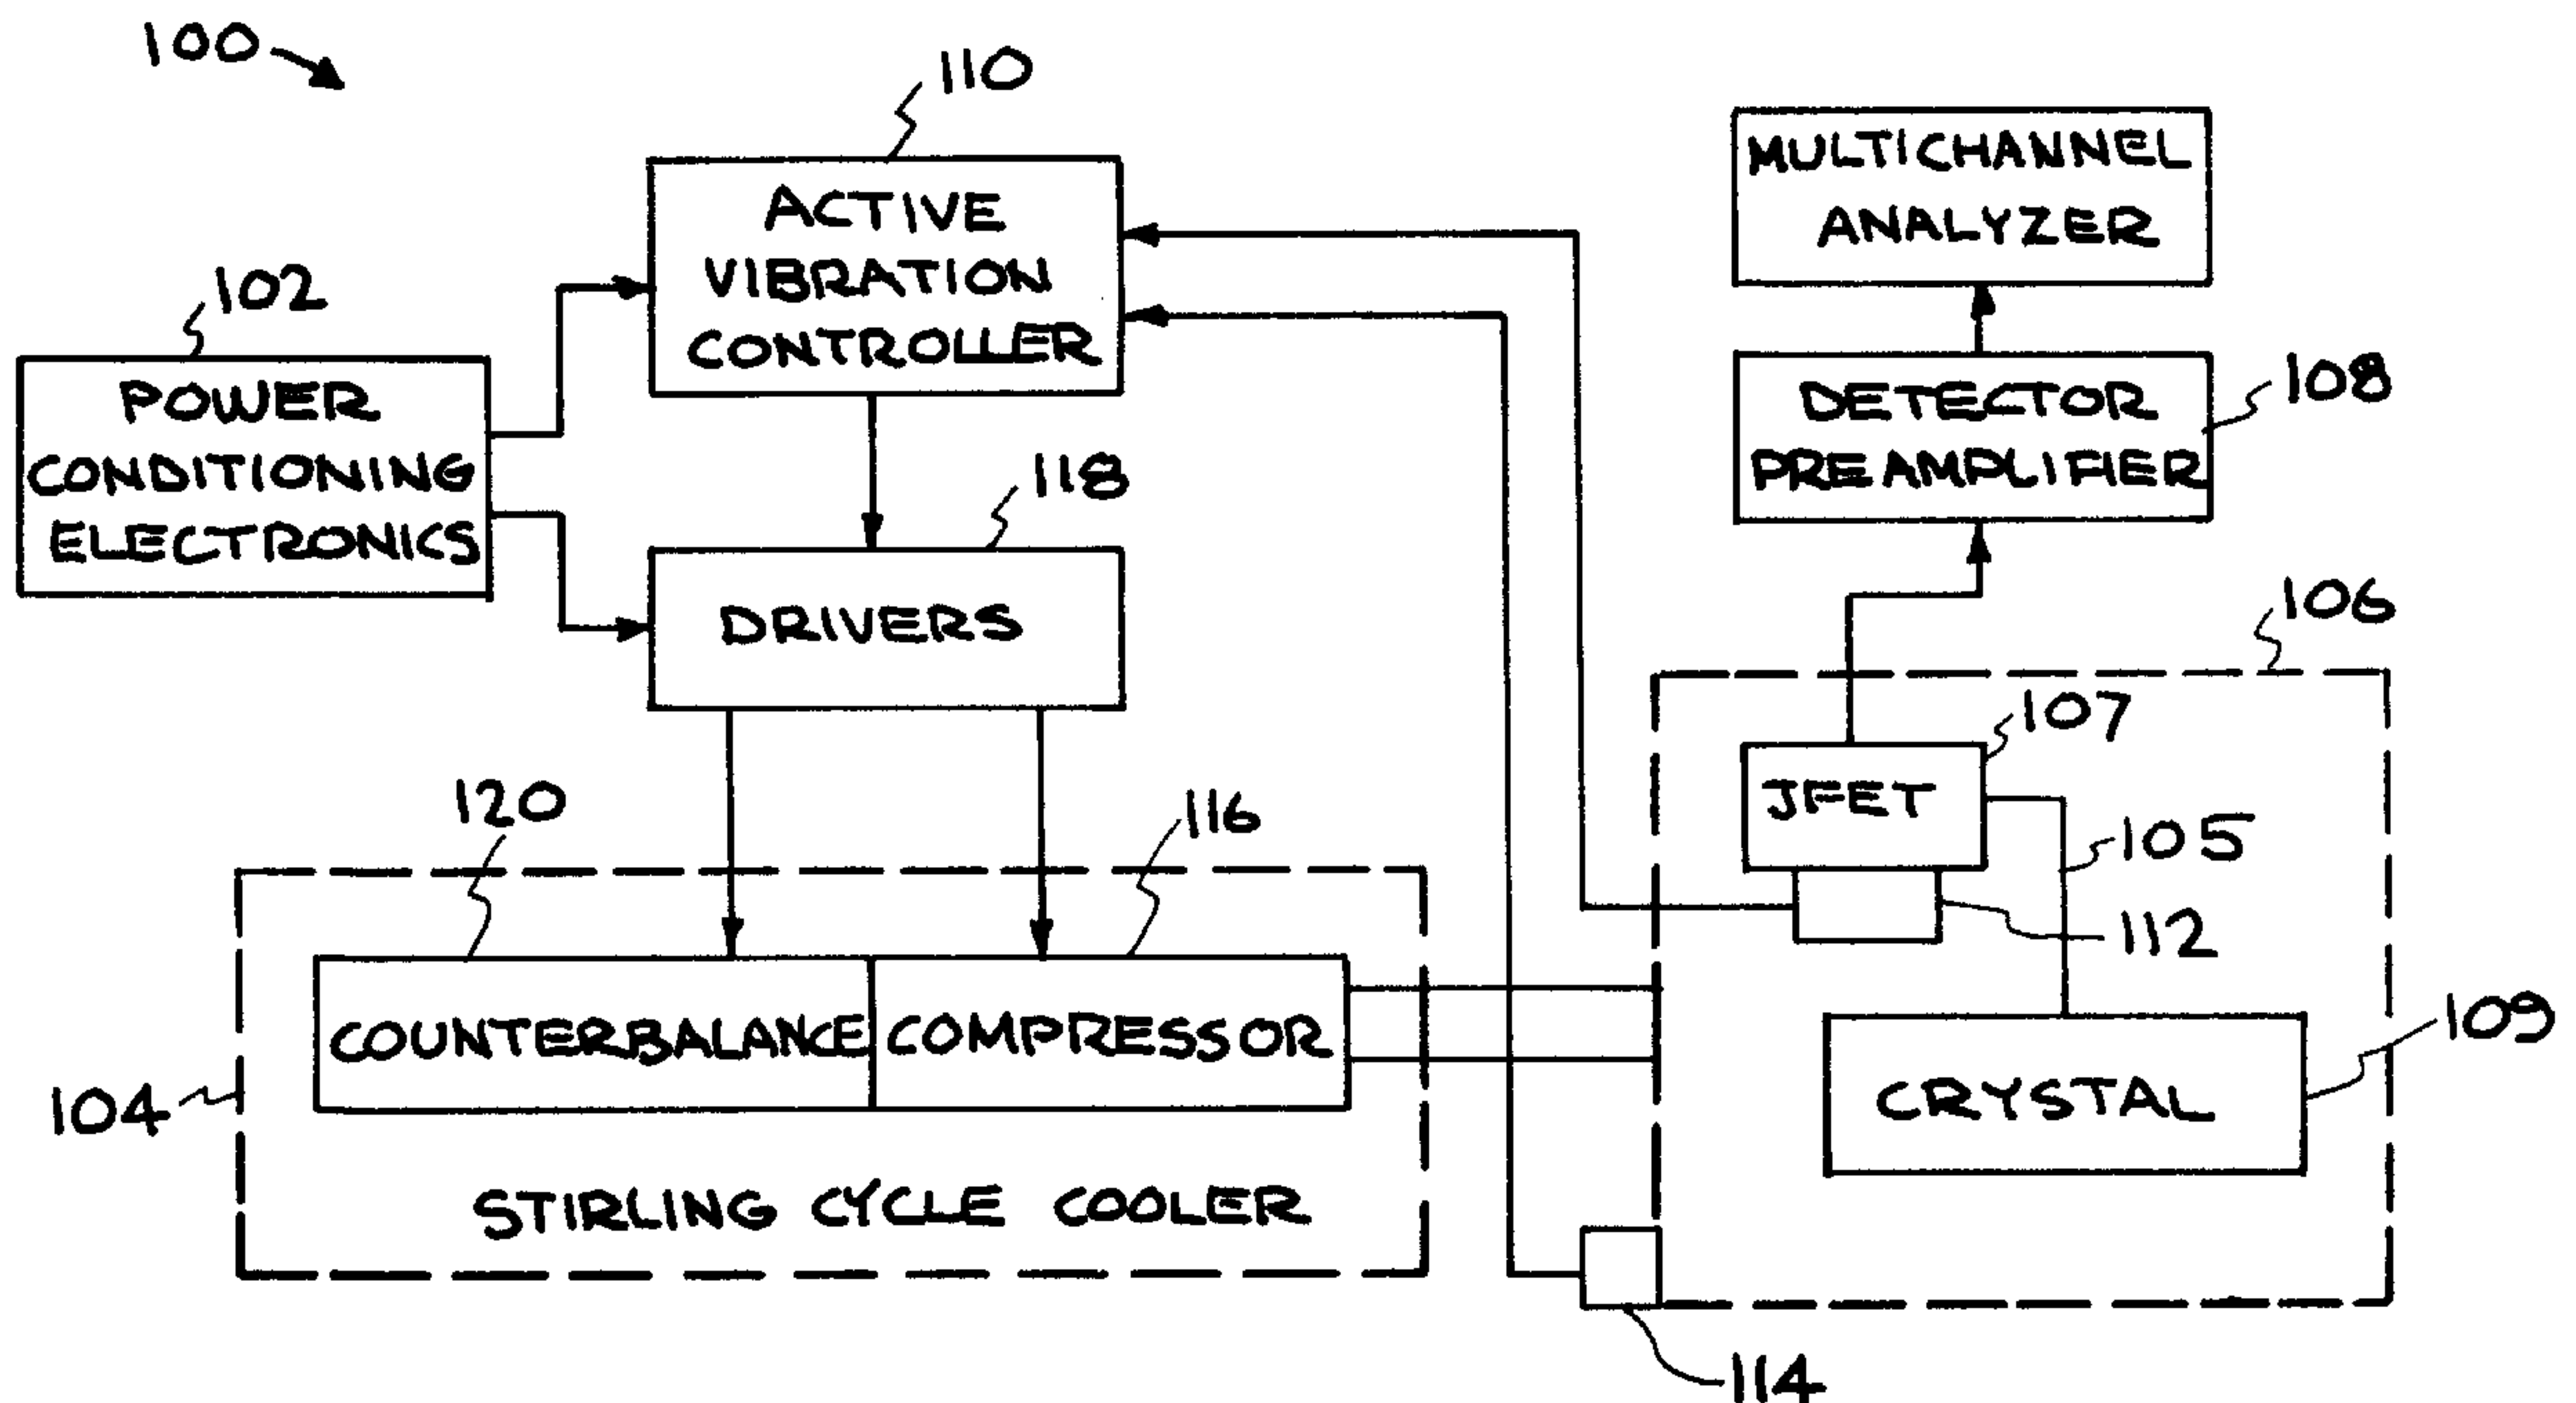 100
110
ACTIVE
VIBRATION
CONTROLLER
MULTICHANNEL
ANALYZER
102
POWER
CONDITIONING
ELECTRONICS
108
DETECTOR
PREAMPLIFIER
118
DRIVERS
106
107
JFET
105
112
120
116
COUNTERBALANCE
COMPRESSOR
109
CRYSTAL
104
STIRLING CYCLE COOLER
114